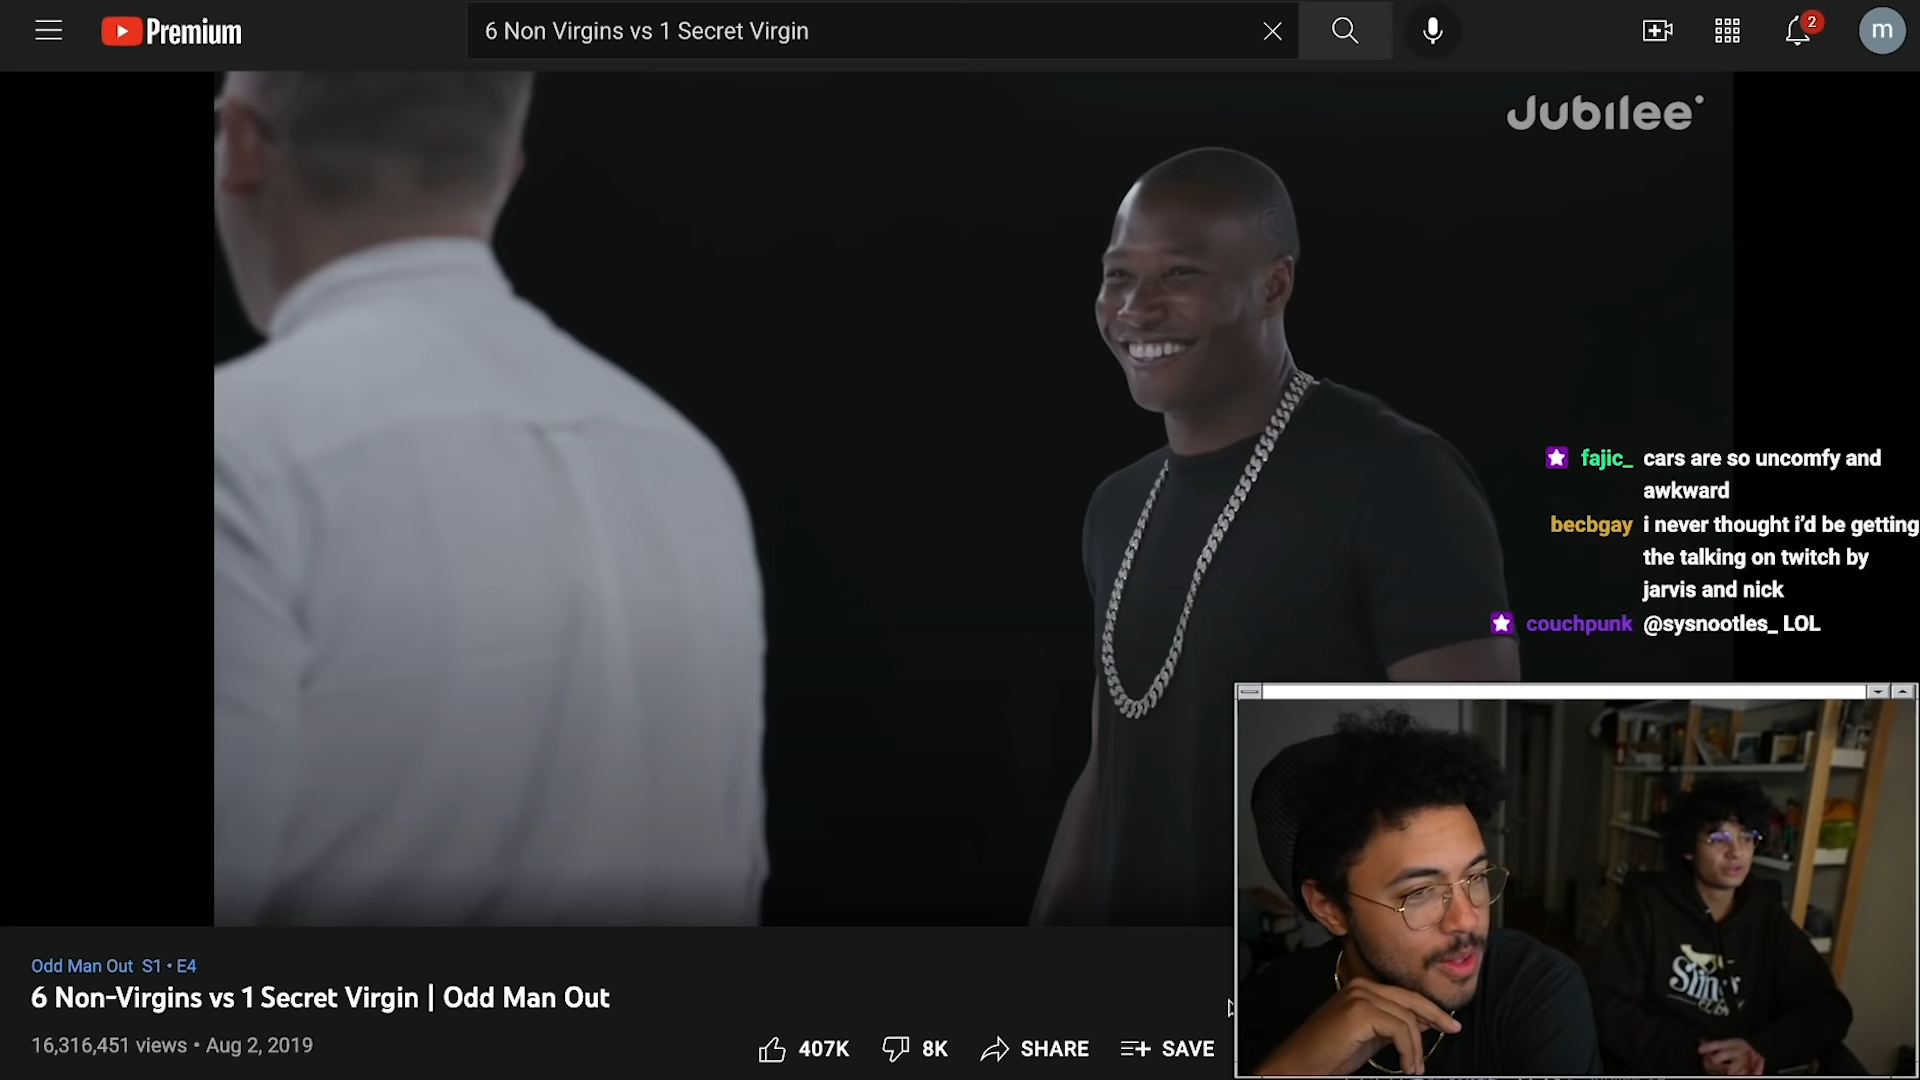 Premium
6 Non Virgins vs 1 Secret Virgin
2
m
Jubilee
fajic_ cars are so uncomfy and
awkward
becbgay i never thought i'd be getting
the talking on twitch by
jarvis and nick
couchpunk @sysnootles_ LOL
Odd Man Out S1 • E4
6 Non-Virgins vs 1 Secret Virgin | Odd Man Out
16,316,451 views • Aug 2, 2019
407K
8K
SHARE
SAVE